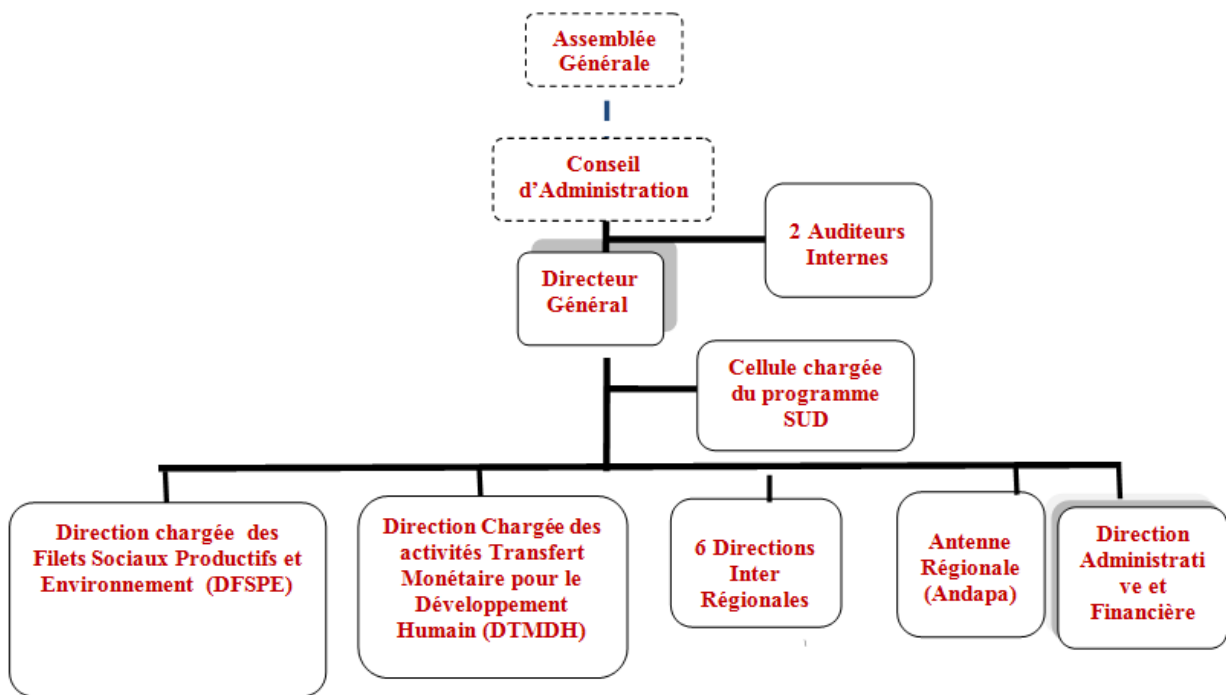 Assemblée
Générale
Conseil
d’Administration
2 Auditeurs
Internes
Directeur
Général
Cellule chargée
du programme
SUD
Direction chargée des
Filets Sociaux Productifs et
Environnement (DFSPE)
Direction Chargée des
activités Transfert
Monétaire pour le
Développement
Humain (DTMDH)
6 Directions
Inter
Régionales
Antenne
Régionale
(Andapa)
Direction
Administrati
ve et
Financière